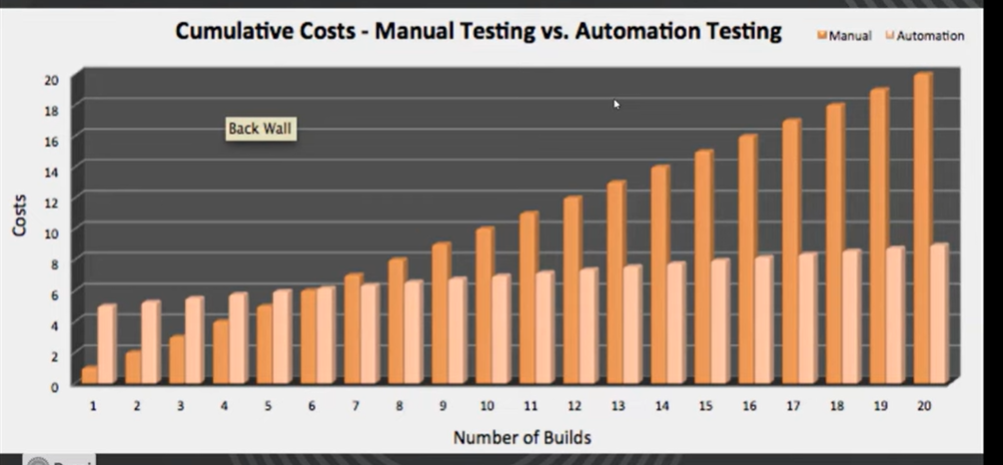 Cumulative Costs - Manual Testing vs. Automation Testing
Manual Automation
20
18
16
14
12
10
8
6
4
2
0
Costs
Back Wall
1 2 3 4 5 6 7 8 9 10 11 12 13 14 15 16 17 18 19 20
Number of Builds